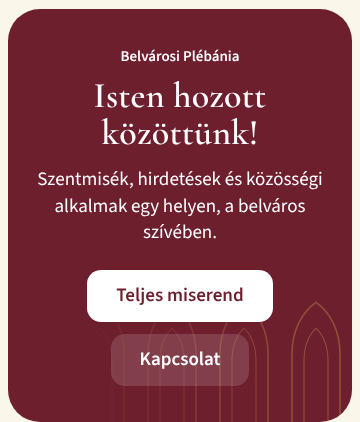 Belvárosi Plébánia
Isten hozott
közöttünk!
Szentmisék, hirdetések és közösségi
alkalmak egy helyen, a belváros
szívében.
Teljes miserend
Kapcsolat